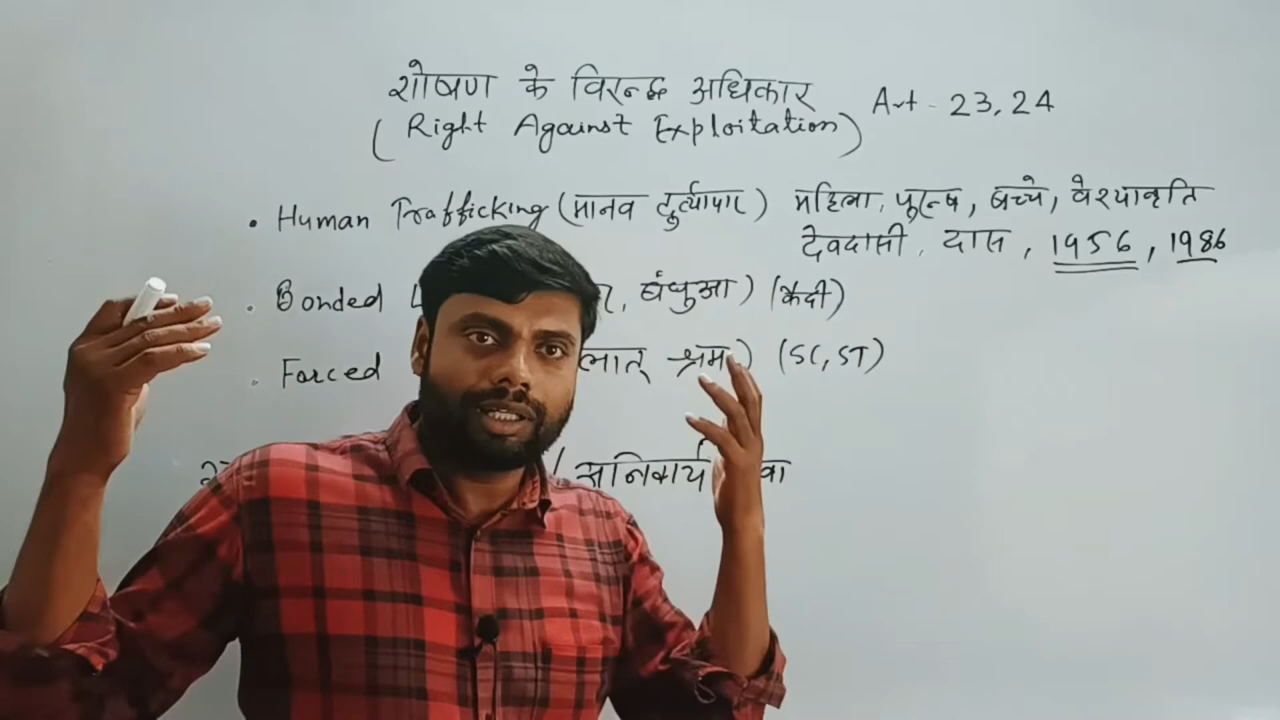 शोषण के विरुद्ध अधिकार Art - 23, 24
(Right Against Exploitation)
• Human Trafficking (मानव दुर्व्यापार) महिला, पुरुष, बच्चे, वेश्यावृति
देवदासी, दास, 1956, 1986
• Bonded , बंधुआ) (कैदी)
• Forced श्रम) (SC, ST)
/ अनिवार्य